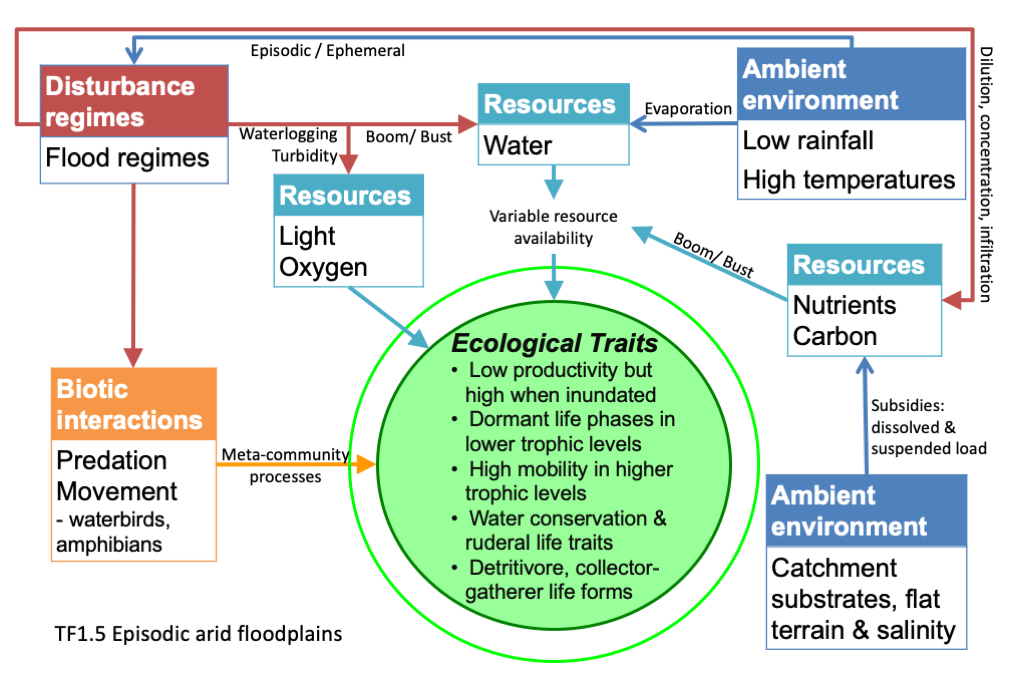 Episodic / Ephemeral
Disturbance
regimes
Flood regimes
Waterlogging
Turbidity
Boom/ Bust
Resources
Water
Evaporation
Ambient
environment
Low rainfall
High temperatures
Dilution, concentration, infiltration
Resources
Light
Oxygen
Variable resource
availability
Boom/ Bust
Resources
Nutrients
Carbon
Biotic
interactions
Predation
Movement
- waterbirds,
amphibians
Meta-community
processes
Ecological Traits
• Low productivity but
high when inundated
• Dormant life phases in
lower trophic levels
• High mobility in higher
trophic levels
• Water conservation &
ruderal life traits
• Detritivore, collector-
gatherer life forms
Subsidies:
dissolved &
suspended load
Ambient
environment
Catchment
substrates, flat
terrain & salinity
TF1.5 Episodic arid floodplains